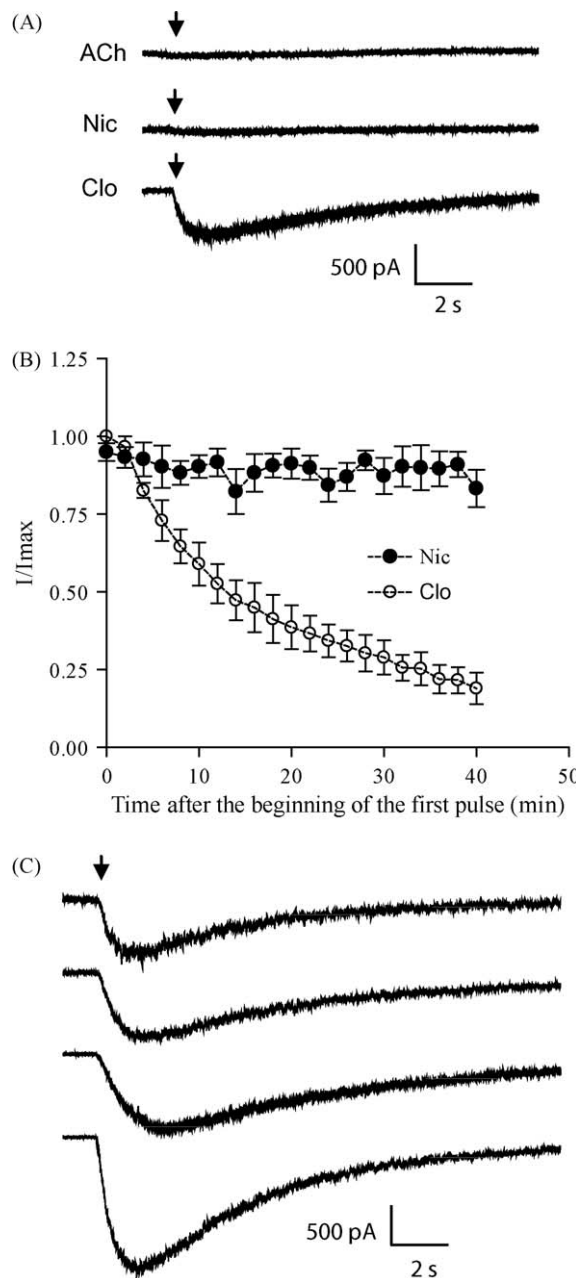 (A)
ACh
Nic
Clo
500 pA
2 s
(B)
1.25
1.00
0.75
0.50
0.25
0.00
I/Imax
Nic
Clo
0 10 20 30 40 50
Time after the beginning of the first pulse (min)
(C)
500 pA
2 s